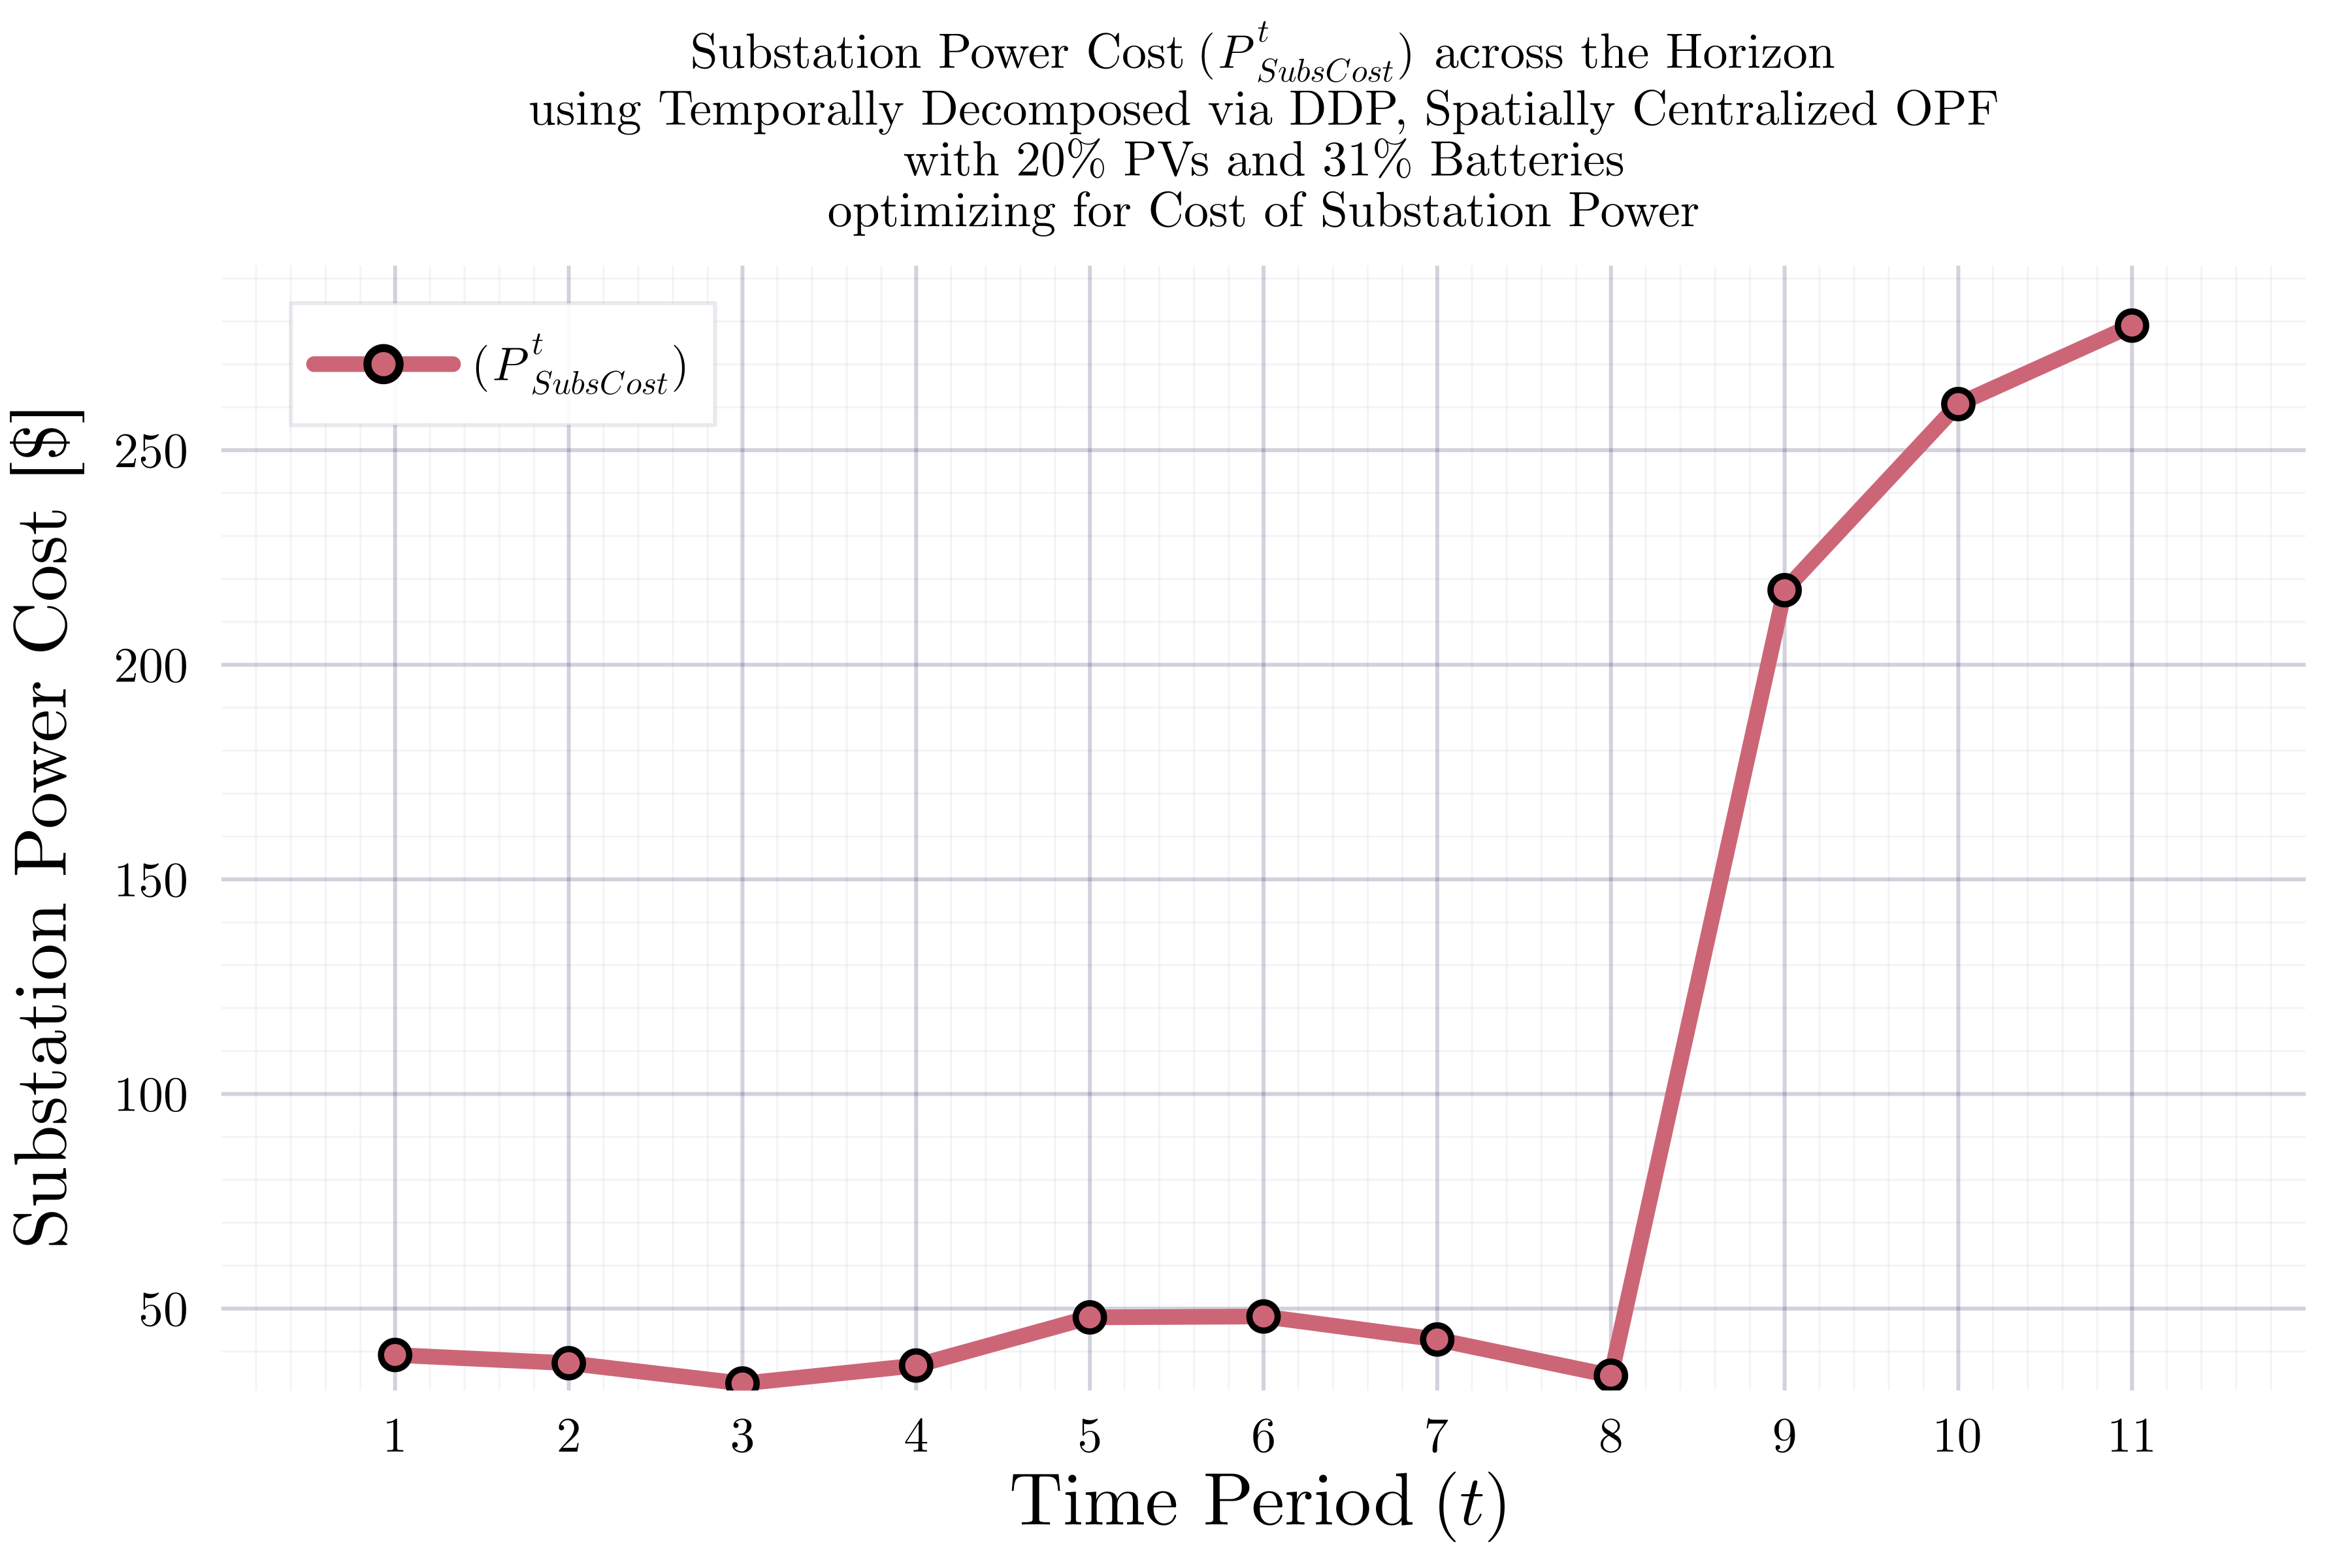 Substation Power Cost (P^t_SubsCost) across the Horizon
using Temporally Decomposed via DDP, Spatially Centralized OPF
with 20% PVs and 31% Batteries
optimizing for Cost of Substation Power
(P^t_SubsCost)
Substation Power Cost [$]
250
200
150
100
50
1 2 3 4 5 6 7 8 9 10 11
Time Period (t)